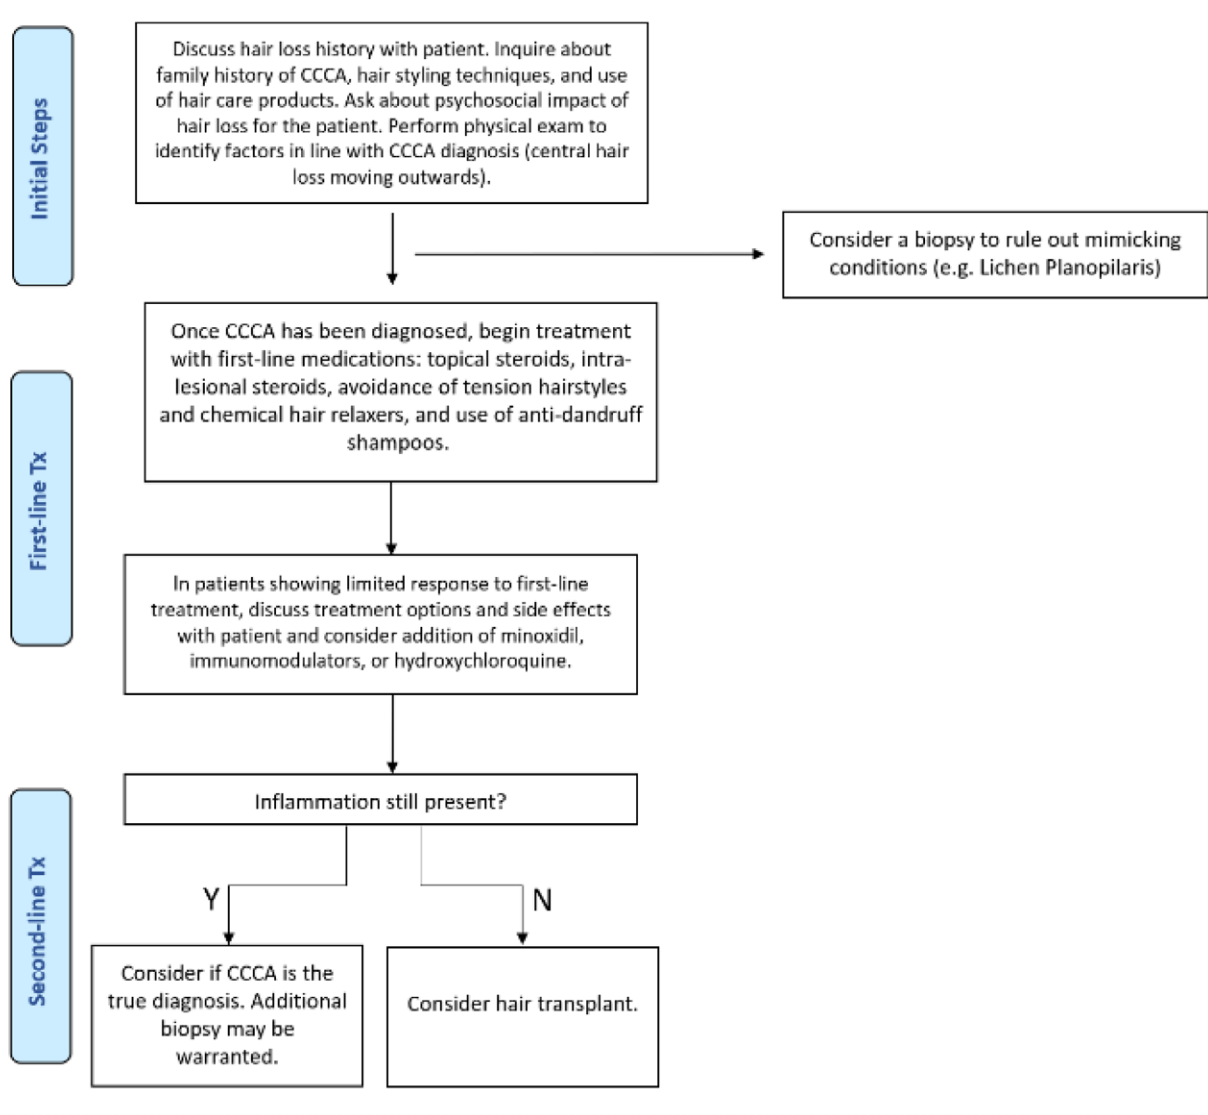 Initial Steps
Discuss hair loss history with patient. Inquire about
family history of CCCA, hair styling techniques, and use
of hair care products. Ask about psychosocial impact of
hair loss for the patient. Perform physical exam to
identify factors in line with CCCA diagnosis (central hair
loss moving outwards).
Consider a biopsy to rule out mimicking
conditions (e.g. Lichen Planopilaris)
First-line Tx
Once CCCA has been diagnosed, begin treatment
with first-line medications: topical steroids, intra-
lesional steroids, avoidance of tension hairstyles
and chemical hair relaxers, and use of anti-dandruff
shampoos.
In patients showing limited response to first-line
treatment, discuss treatment options and side effects
with patient and consider addition of minoxidil,
immunomodulators, or hydroxychloroquine.
Second-line Tx
Inflammation still present?
Y
N
Consider if CCCA is the
true diagnosis. Additional
biopsy may be
warranted.
Consider hair transplant.